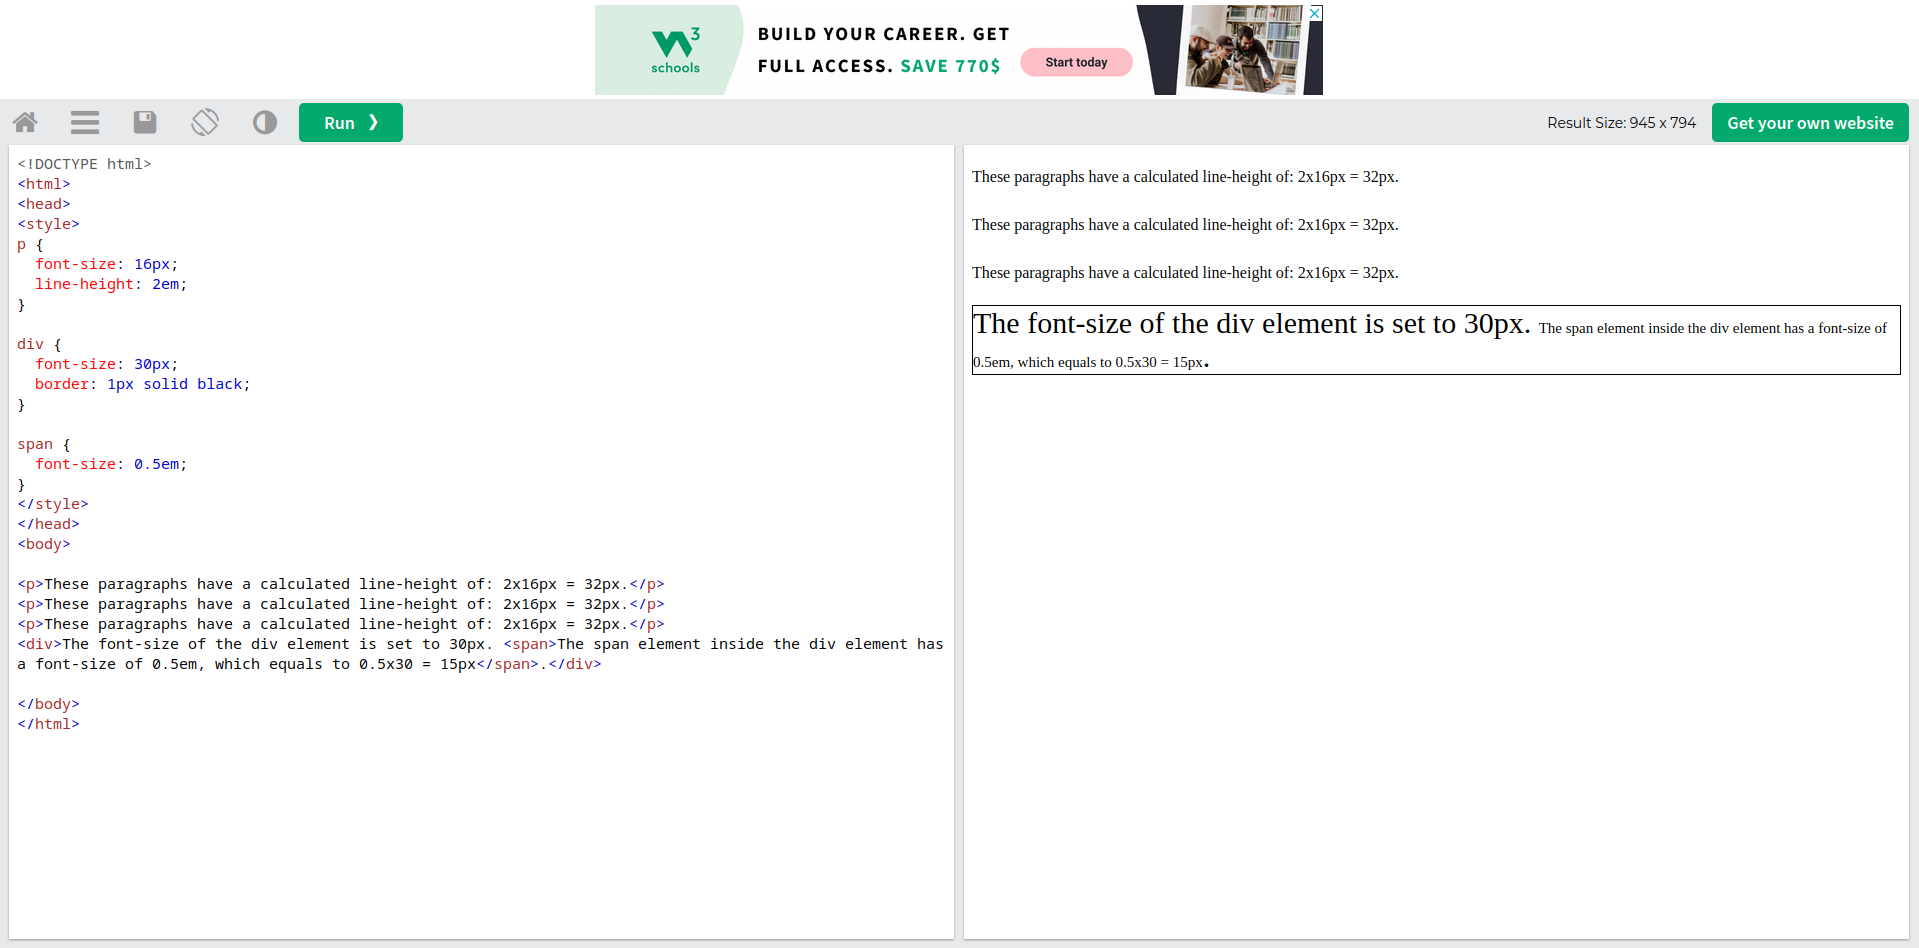 3
schools
BUILD YOUR CAREER. GET
FULL ACCESS. SAVE 770$
Start today
Run ❯
Result Size: 945 x 794
Get your own website
<!DOCTYPE html>
<html>
<head>
<style>
p {
  font-size: 16px;
  line-height: 2em;
}
div {
  font-size: 30px;
  border: 1px solid black;
}
span {
  font-size: 0.5em;
}
</style>
</head>
<body>
<p>These paragraphs have a calculated line-height of: 2x16px = 32px.</p>
<p>These paragraphs have a calculated line-height of: 2x16px = 32px.</p>
<p>These paragraphs have a calculated line-height of: 2x16px = 32px.</p>
<div>The font-size of the div element is set to 30px. <span>The span element inside the div element has
a font-size of 0.5em, which equals to 0.5x30 = 15px</span>.</div>
</body>
</html>
These paragraphs have a calculated line-height of: 2x16px = 32px.
These paragraphs have a calculated line-height of: 2x16px = 32px.
These paragraphs have a calculated line-height of: 2x16px = 32px.
The font-size of the div element is set to 30px. The span element inside the div element has a font-size of
0.5em, which equals to 0.5x30 = 15px.